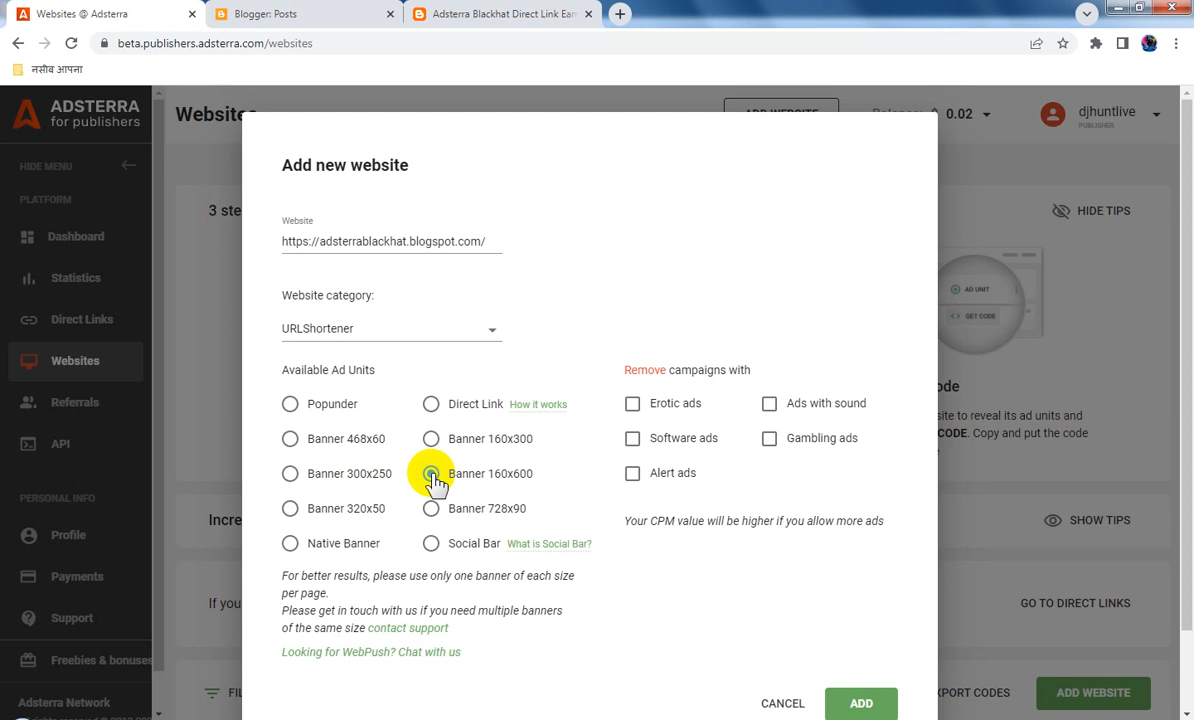 Websites @ Adsterra
Blogger: Posts
Adsterra Blackhat Direct Link Ear
beta.publishers.adsterra.com/websites
नसीब आपना
ADSTERRA
for publishers
Websites
Balance
0.02
djhuntlive
PUBLISHER
HIDE MENU
PLATFORM
Dashboard
Statistics
Direct Links
Websites
Referrals
API
PERSONAL INFO
Profile
Payments
Support
Freebies & bonuses
Adsterra Network
3 ste
HIDE TIPS
AD UNIT
GET CODE
ode
site to reveal its ad units and
CODE. Copy and put the code
Incre
SHOW TIPS
If you
GO TO DIRECT LINKS
FIL
XPORT CODES
ADD WEBSITE
Add new website
Website
https://adsterrablackhat.blogspot.com/
Website category:
URLShortener
Available Ad Units
Remove campaigns with
Popunder
Direct Link How it works
Erotic ads
Ads with sound
Banner 468x60
Banner 160x300
Software ads
Gambling ads
Banner 300x250
Banner 160x600
Alert ads
Banner 320x50
Banner 728x90
Your CPM value will be higher if you allow more ads
Native Banner
Social Bar What is Social Bar?
For better results, please use only one banner of each size
per page.
Please get in touch with us if you need multiple banners
of the same size contact support
Looking for WebPush? Chat with us
CANCEL
ADD